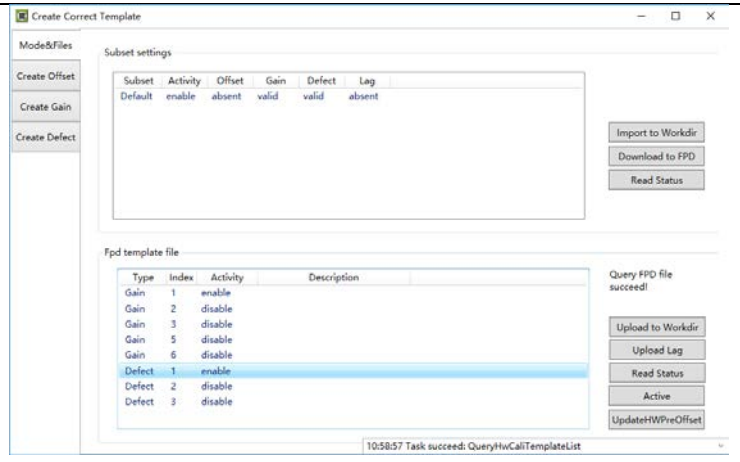 Create Correct Template
Mode&Files
Create Offset
Create Gain
Create Defect
Subset settings
Subset Activity Offset Gain Defect Lag
Default enable absent valid valid absent
Import to Workdir
Download to FPD
Read Status
Fpd template file
Type Index Activity Description
Gain 1 enable
Gain 2 disable
Gain 3 disable
Gain 5 disable
Gain 6 disable
Defect 1 enable
Defect 2 disable
Defect 3 disable
Query FPD file
succeed!
Upload to Workdir
Upload Lag
Read Status
Active
UpdateHWPreOffset
10:58:57 Task succeed: QueryHwCaliTemplateList